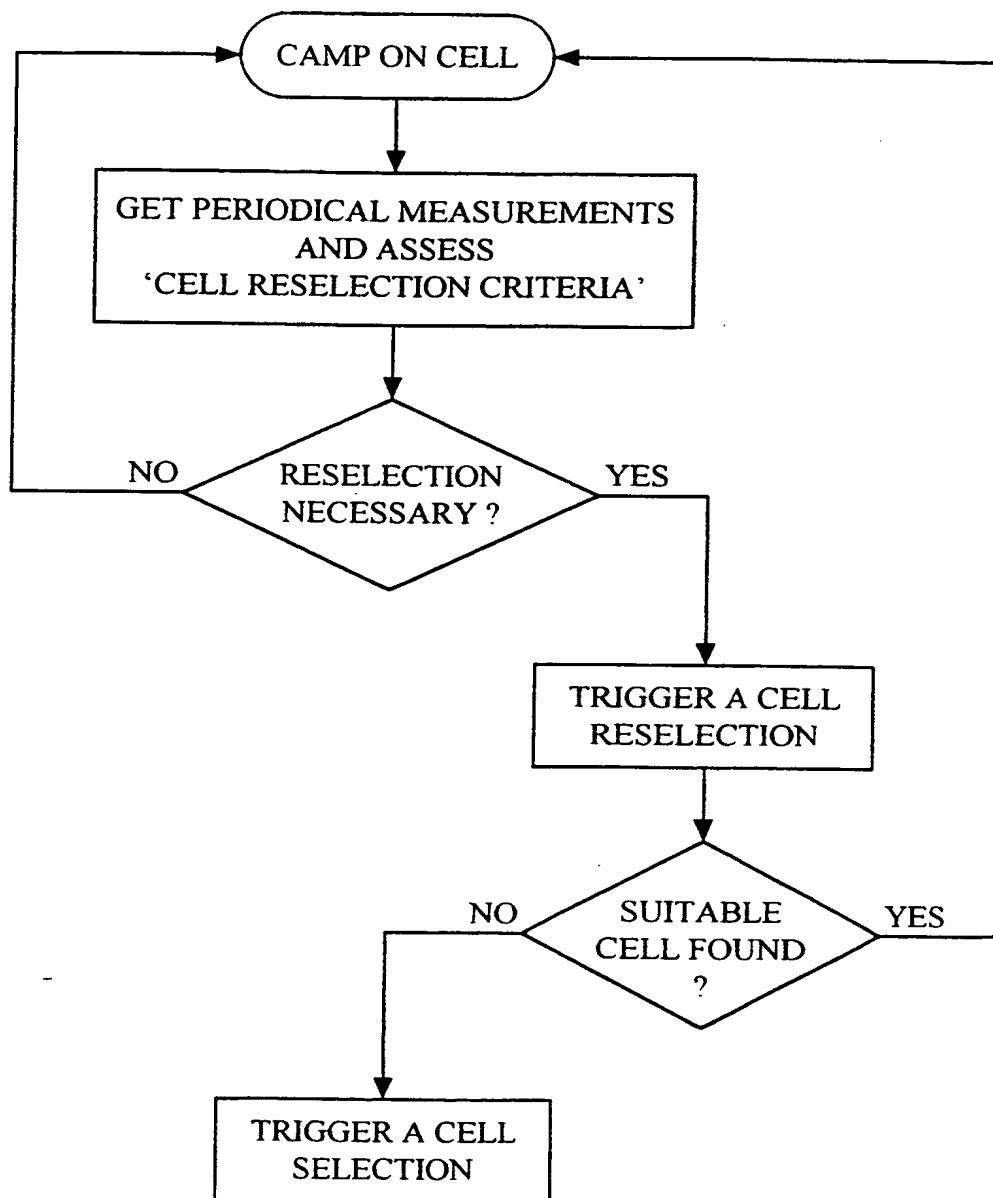 CAMP ON CELL
GET PERIODICAL MEASUREMENTS
AND ASSESS
‘CELL RESELECTION CRITERIA’
NO
RESELECTION
NECESSARY ?
YES
TRIGGER A CELL
RESELECTION
NO
SUITABLE
CELL FOUND
?
YES
TRIGGER A CELL
SELECTION